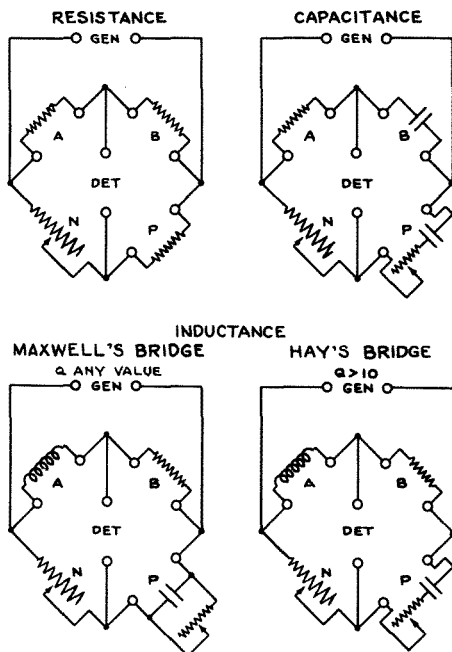 RESISTANCE
GEN
A
B
DET
N
P
CAPACITANCE
GEN
A
B
DET
N
P
INDUCTANCE
MAXWELL'S BRIDGE
Q ANY VALUE
GEN
A
B
DET
N
P
HAY'S BRIDGE
Q>10
GEN
A
B
DET
N
P